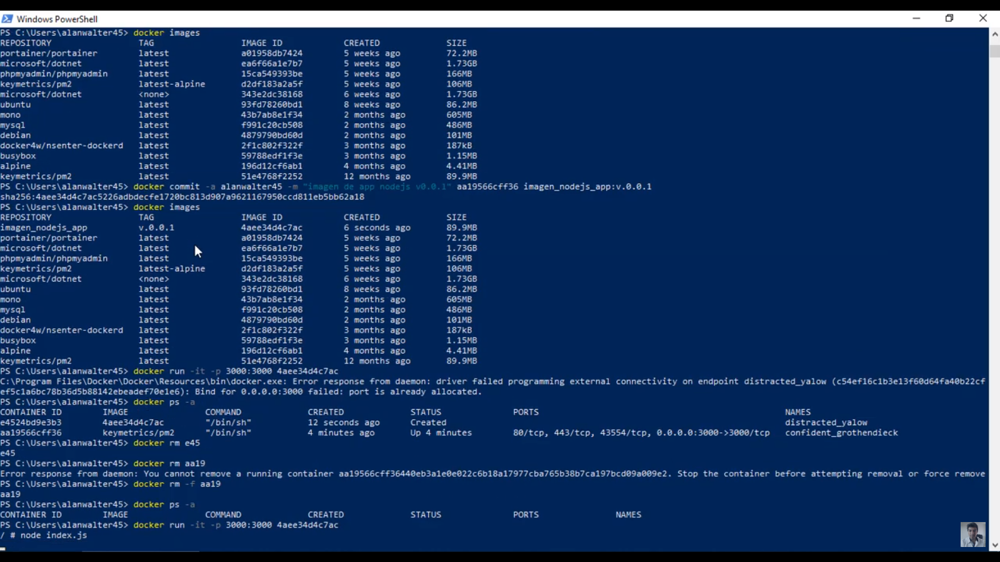 Windows PowerShell
PS C:\Users\alanwalter45> docker images
REPOSITORY TAG IMAGE ID CREATED SIZE
portainer/portainer latest a01958db7424 5 weeks ago 72.2MB
microsoft/dotnet latest ea6f66a1e7b7 5 weeks ago 1.73GB
phpmyadmin/phpmyadmin latest 15ca549393be 5 weeks ago 166MB
keymetrics/pm2 latest-alpine d2df183a2a5f 5 weeks ago 106MB
microsoft/dotnet <none> 343e2dc38168 6 weeks ago 1.73GB
ubuntu latest 93fd78260bd1 8 weeks ago 86.2MB
mono latest 43b7ab8e1f34 2 months ago 605MB
mysql latest f991c20cb508 2 months ago 486MB
debian latest 4879790bd60d 2 months ago 101MB
docker4w/nsenter-dockerd latest 2f1c802f322f 3 months ago 187kB
busybox latest 59788edf1f3e 3 months ago 1.15MB
alpine latest 196d12cf6ab1 4 months ago 4.41MB
keymetrics/pm2 latest 51e4768f2252 12 months ago 89.9MB
PS C:\Users\alanwalter45> docker commit -a alanwalter45 -m "imagen de app nodejs v0.0.1" aa19566cff36 imagen_nodejs_app:v.0.0.1
sha256:4aee34d4c7ac5226adbdecfe1720bc813d907a9621167950ccd811eb5bb62a18
PS C:\Users\alanwalter45> docker images
REPOSITORY TAG IMAGE ID CREATED SIZE
imagen_nodejs_app v.0.0.1 4aee34d4c7ac 6 seconds ago 89.9MB
portainer/portainer latest a01958db7424 5 weeks ago 72.2MB
microsoft/dotnet latest ea6f66a1e7b7 5 weeks ago 1.73GB
phpmyadmin/phpmyadmin latest 15ca549393be 5 weeks ago 166MB
keymetrics/pm2 latest-alpine d2df183a2a5f 5 weeks ago 106MB
microsoft/dotnet <none> 343e2dc38168 6 weeks ago 1.73GB
ubuntu latest 93fd78260bd1 8 weeks ago 86.2MB
mono latest 43b7ab8e1f34 2 months ago 605MB
mysql latest f991c20cb508 2 months ago 486MB
debian latest 4879790bd60d 2 months ago 101MB
docker4w/nsenter-dockerd latest 2f1c802f322f 3 months ago 187kB
busybox latest 59788edf1f3e 3 months ago 1.15MB
alpine latest 196d12cf6ab1 4 months ago 4.41MB
keymetrics/pm2 latest 51e4768f2252 12 months ago 89.9MB
PS C:\Users\alanwalter45> docker run -it -p 3000:3000 4aee34d4c7ac
C:\Program Files\Docker\Docker\Resources\bin\docker.exe: Error response from daemon: driver failed programming external connectivity on endpoint distracted_yalow (c54ef16c1b3e13f60d64fa40b22cf
ef5c1a6bc78b36d5b88142ebeadef70e1e6): Bind for 0.0.0.0:3000 failed: port is already allocated.
PS C:\Users\alanwalter45> docker ps -a
CONTAINER ID IMAGE COMMAND CREATED STATUS PORTS NAMES
e4524bd9e3b3 4aee34d4c7ac "/bin/sh" 12 seconds ago Created distracted_yalow
aa19566cff36 keymetrics/pm2 "/bin/sh" 4 minutes ago Up 4 minutes 80/tcp, 443/tcp, 43554/tcp, 0.0.0.0:3000->3000/tcp confident_grothendieck
PS C:\Users\alanwalter45> docker rm e45
e45
PS C:\Users\alanwalter45> docker rm aa19
Error response from daemon: You cannot remove a running container aa19566cff36440eb3a1e0e022c6b18a17977cba765b38b7ca197bcd09a009e2. Stop the container before attempting removal or force remove
PS C:\Users\alanwalter45> docker rm -f aa19
aa19
PS C:\Users\alanwalter45> docker ps -a
CONTAINER ID IMAGE COMMAND CREATED STATUS PORTS NAMES
PS C:\Users\alanwalter45> docker run -it -p 3000:3000 4aee34d4c7ac
/ # node index.js